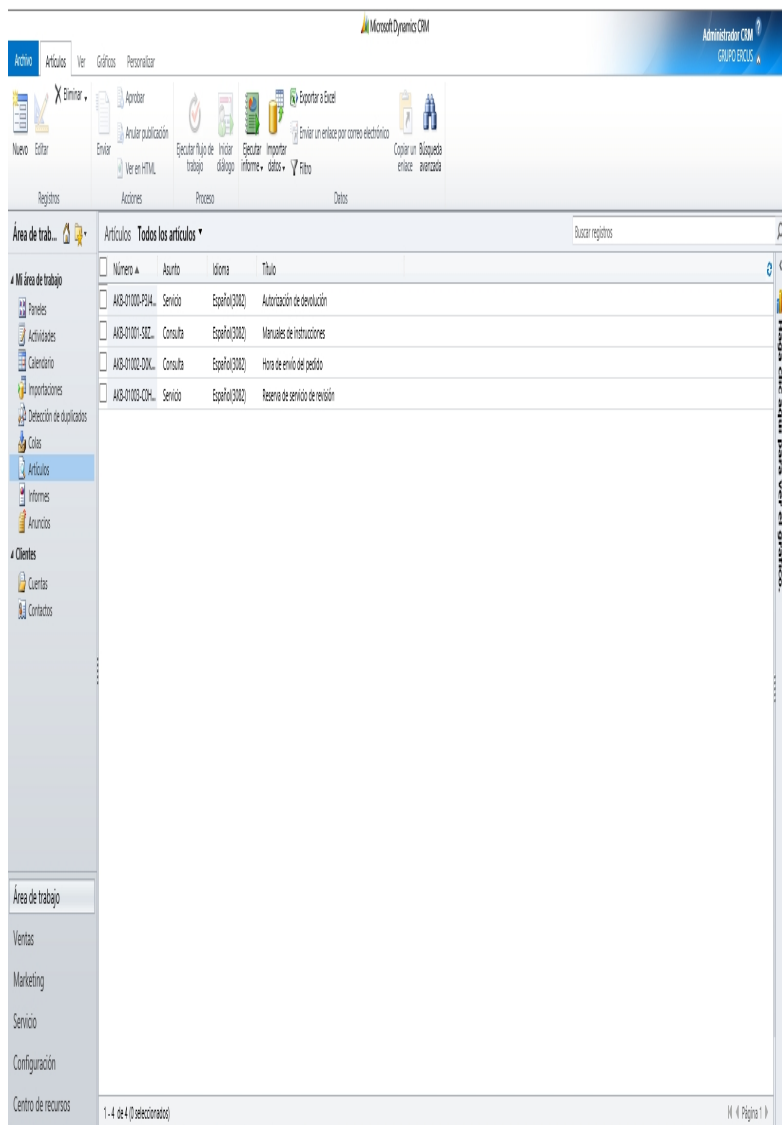 Microsoft Dynamics CRM
Administrador CRM
GRUPO ERCUS
Archivo Artículos Ver Gráficos Personalizar
Nuevo Editar Eliminar
Enviar Aprobar
Anular publicación
Ver en HTML
Ejecutar flujo de trabajo Iniciar diálogo
Ejecutar informe Importar datos
Exportar a Excel
Enviar un enlace por correo electrónico
Filtro
Copiar un enlace Búsqueda avanzada
Registros Acciones Proceso Datos
Área de trab... Artículos Todos los artículos Buscar registros
Mi área de trabajo
Paneles
Actividades
Calendario
Importaciones
Detección de duplicados
Colas
Artículos
Informes
Anuncios
Clientes
Cuentas
Contactos
Número Asunto Idioma Título
AKB-01000-P3J4... Servicio Español(3082) Autorización de devolución
AKB-01001-S8Z... Consulta Español(3082) Manuales de instrucciones
AKB-01002-D0K... Consulta Español(3082) Hora de envío del pedido
AKB-01003-C0H... Servicio Español(3082) Reserva de servicio de revisión
Haga clic aquí para ver el gráfico.
Área de trabajo
Ventas
Marketing
Servicio
Configuración
Centro de recursos
1 - 4 de 4 (0 seleccionados) Página 1